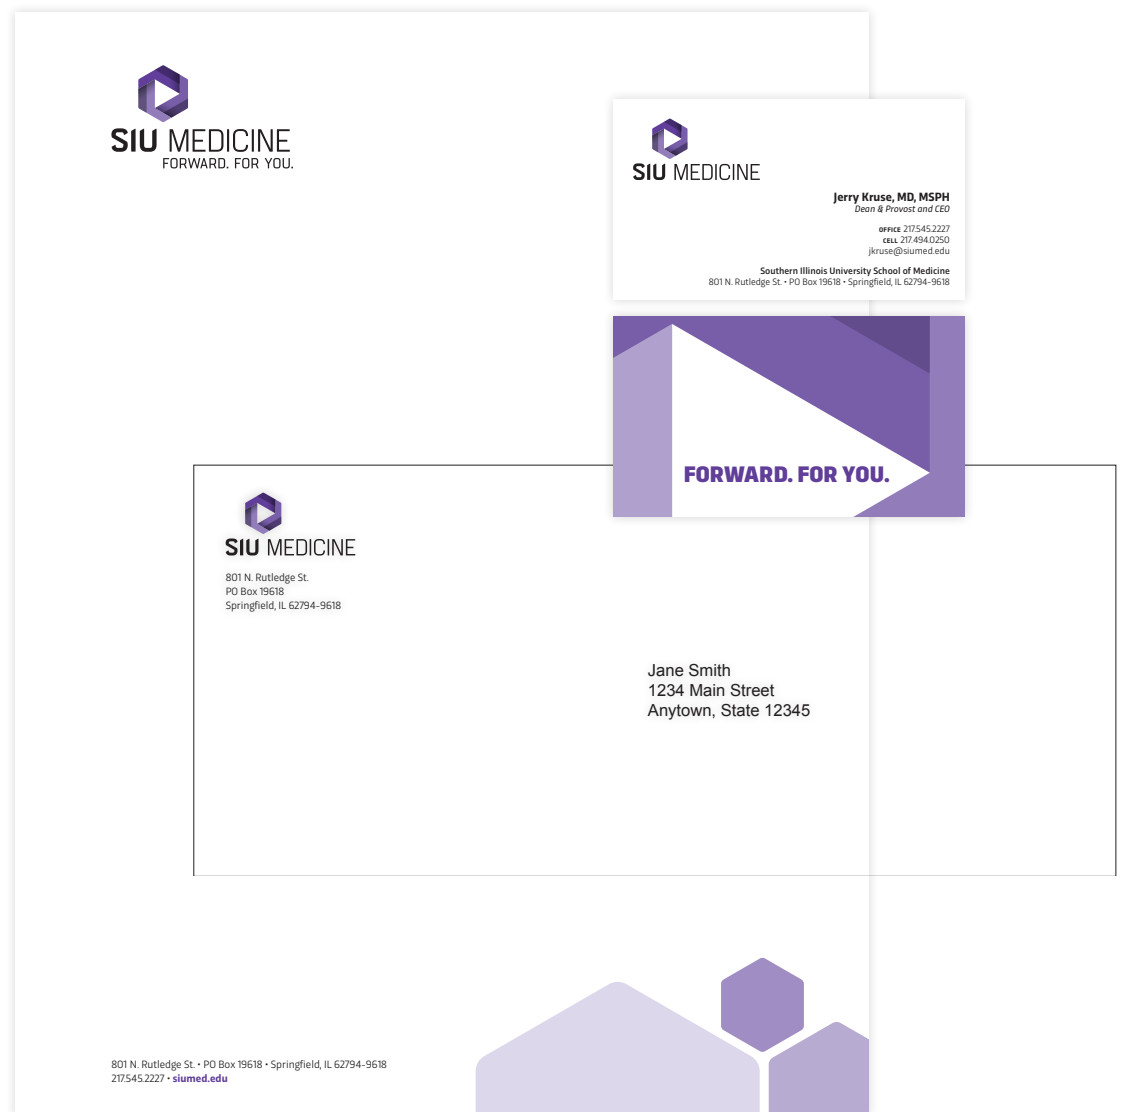 SIU MEDICINE
FORWARD. FOR YOU.
SIU MEDICINE
Jerry Kruse, MD, MSPH
Dean & Provost and CEO
OFFICE 217.545.2227
CELL 217.494.0250
jkruse@siumed.edu
Southern Illinois University School of Medicine
801 N. Rutledge St. • PO Box 19618 • Springfield, IL 62794-9618
FORWARD. FOR YOU.
SIU MEDICINE
801 N. Rutledge St.
PO Box 19618
Springfield, IL 62794-9618
Jane Smith
1234 Main Street
Anytown, State 12345
801 N. Rutledge St. • PO Box 19618 • Springfield, IL 62794-9618
217.545.2227 • siumed.edu